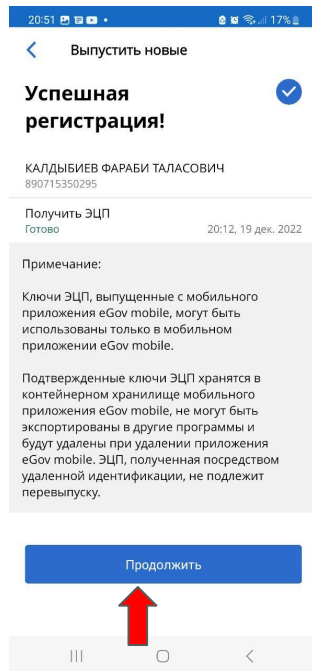 20:51 17%
Выпустить новые
Успешная
регистрация!
КАЛДЫБИЕВ ФАРАБИ ТАЛАСОВИЧ
890715350295
Получить ЭЦП
Готово 20:12, 19 дек. 2022
Примечание:
Ключи ЭЦП, выпущенные с мобильного
приложения eGov mobile, могут быть
использованы только в мобильном
приложении eGov mobile.
Подтвержденные ключи ЭЦП хранятся в
контейнерном хранилище мобильного
приложения eGov mobile, не могут быть
экспортированы в другие программы и
будут удалены при удалении приложения
eGov mobile. ЭЦП, полученная посредством
удаленной идентификации, не подлежит
перевыпуску.
Продолжить